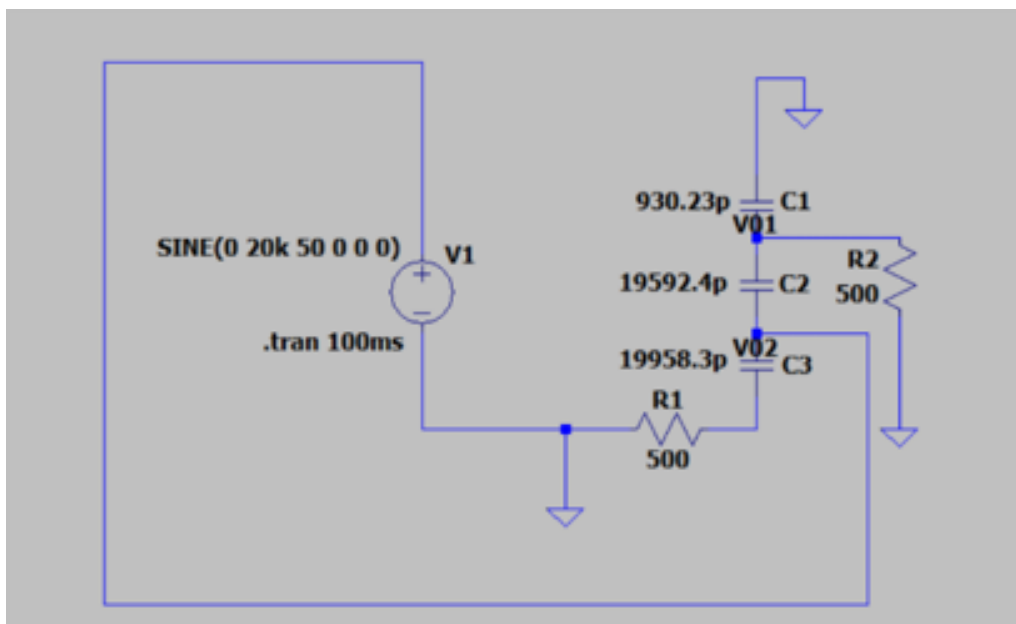 930.23p C1
V01
SINE(0 20k 50 0 0 0) V1
R2
19592.4p C2
500
.tran 100ms
V02
19958.3p C3
R1
500